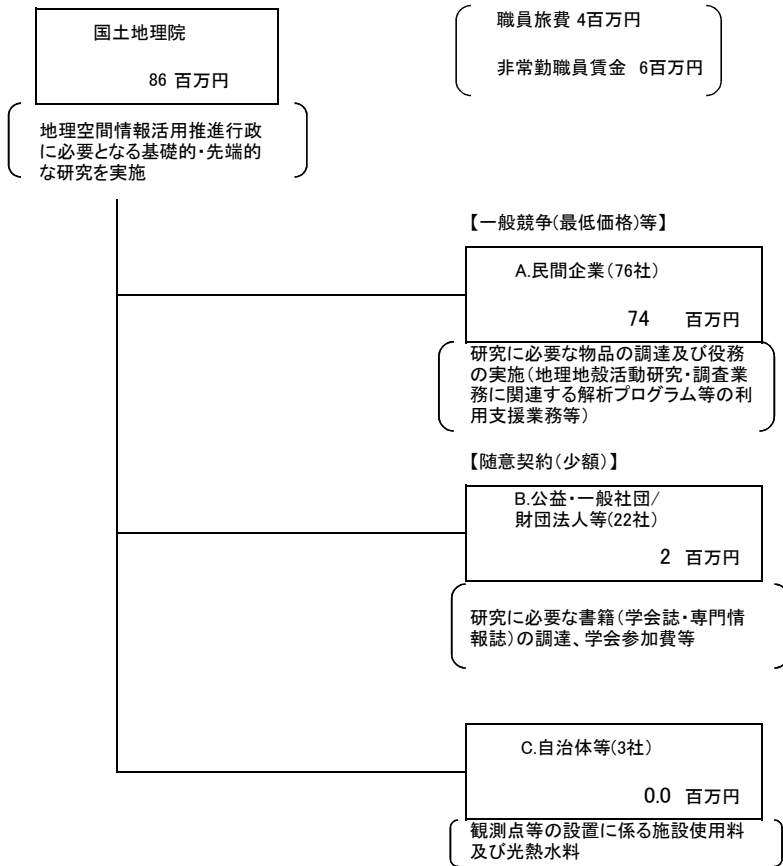 国土地理院
86 百万円
職員旅費 4百万円
非常勤職員賃金 6百万円
地理空間情報活用推進行政
に必要となる基礎的・先端的
な研究を実施
【一般競争(最低価格)等】
A.民間企業(76社)
74 百万円
研究に必要な物品の調達及び役務
の実施(地理地殻活動研究・調査業
務に関連する解析プログラム等の利
用支援業務等)
【随意契約(少額)】
B.公益・一般社団/
財団法人等(22社)
2 百万円
研究に必要な書籍(学会誌・専門情
報誌)の調達、学会参加費等
C.自治体等(3社)
0.0 百万円
観測点等の設置に係る施設使用料
及び光熱水料